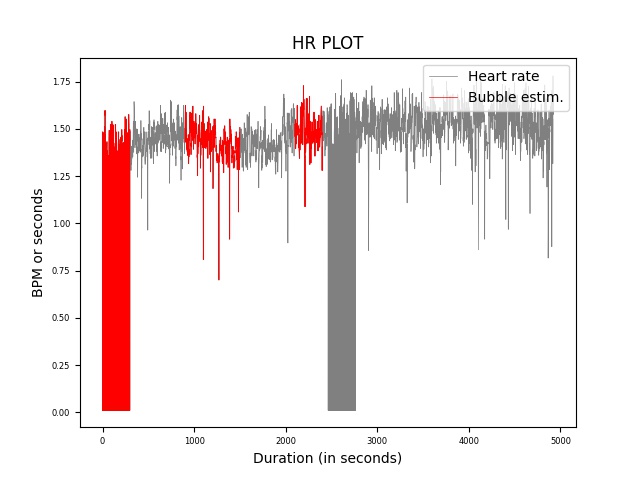 HR PLOT
Heart rate
Bubble estim.
BPM or seconds
1.75
1.50
1.25
1.00
0.75
0.50
0.25
0.00
0 1000 2000 3000 4000 5000
Duration (in seconds)